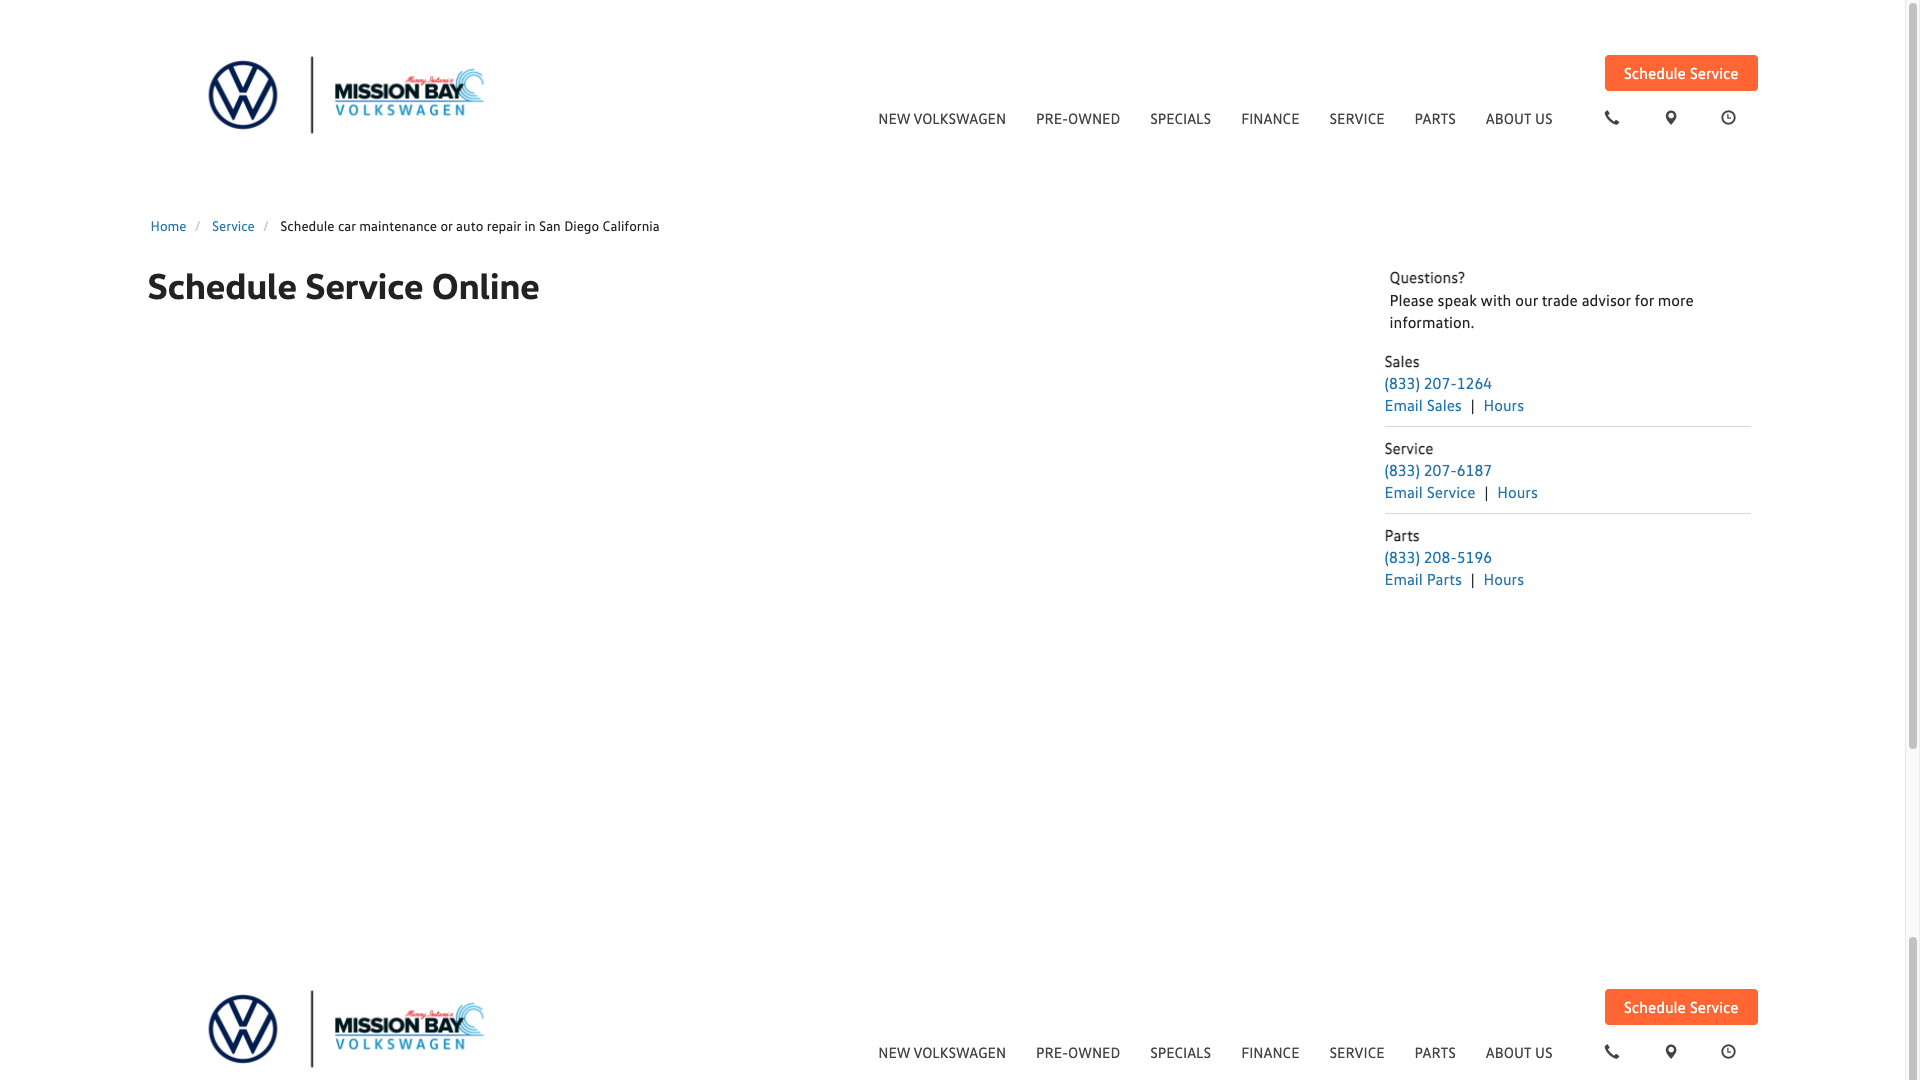 Manny Sedano's
MISSION BAY
VOLKSWAGEN
Schedule Service
NEW VOLKSWAGEN
PRE-OWNED
SPECIALS
FINANCE
SERVICE
PARTS
ABOUT US
Home / Service / Schedule car maintenance or auto repair in San Diego California
Schedule Service Online
Questions?
Please speak with our trade advisor for more
information.
Sales
(833) 207-1264
Email Sales | Hours
Service
(833) 207-6187
Email Service | Hours
Parts
(833) 208-5196
Email Parts | Hours
MISSION BAY
VOLKSWAGEN
Schedule Service
NEW VOLKSWAGEN
PRE-OWNED
SPECIALS
FINANCE
SERVICE
PARTS
ABOUT US